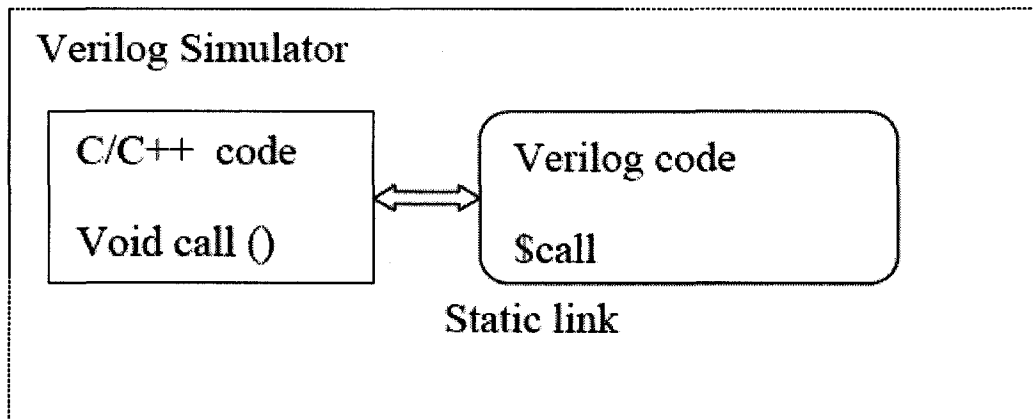 Verilog Simulator
C/C++ code
Void call ()
Verilog code
$call
Static link